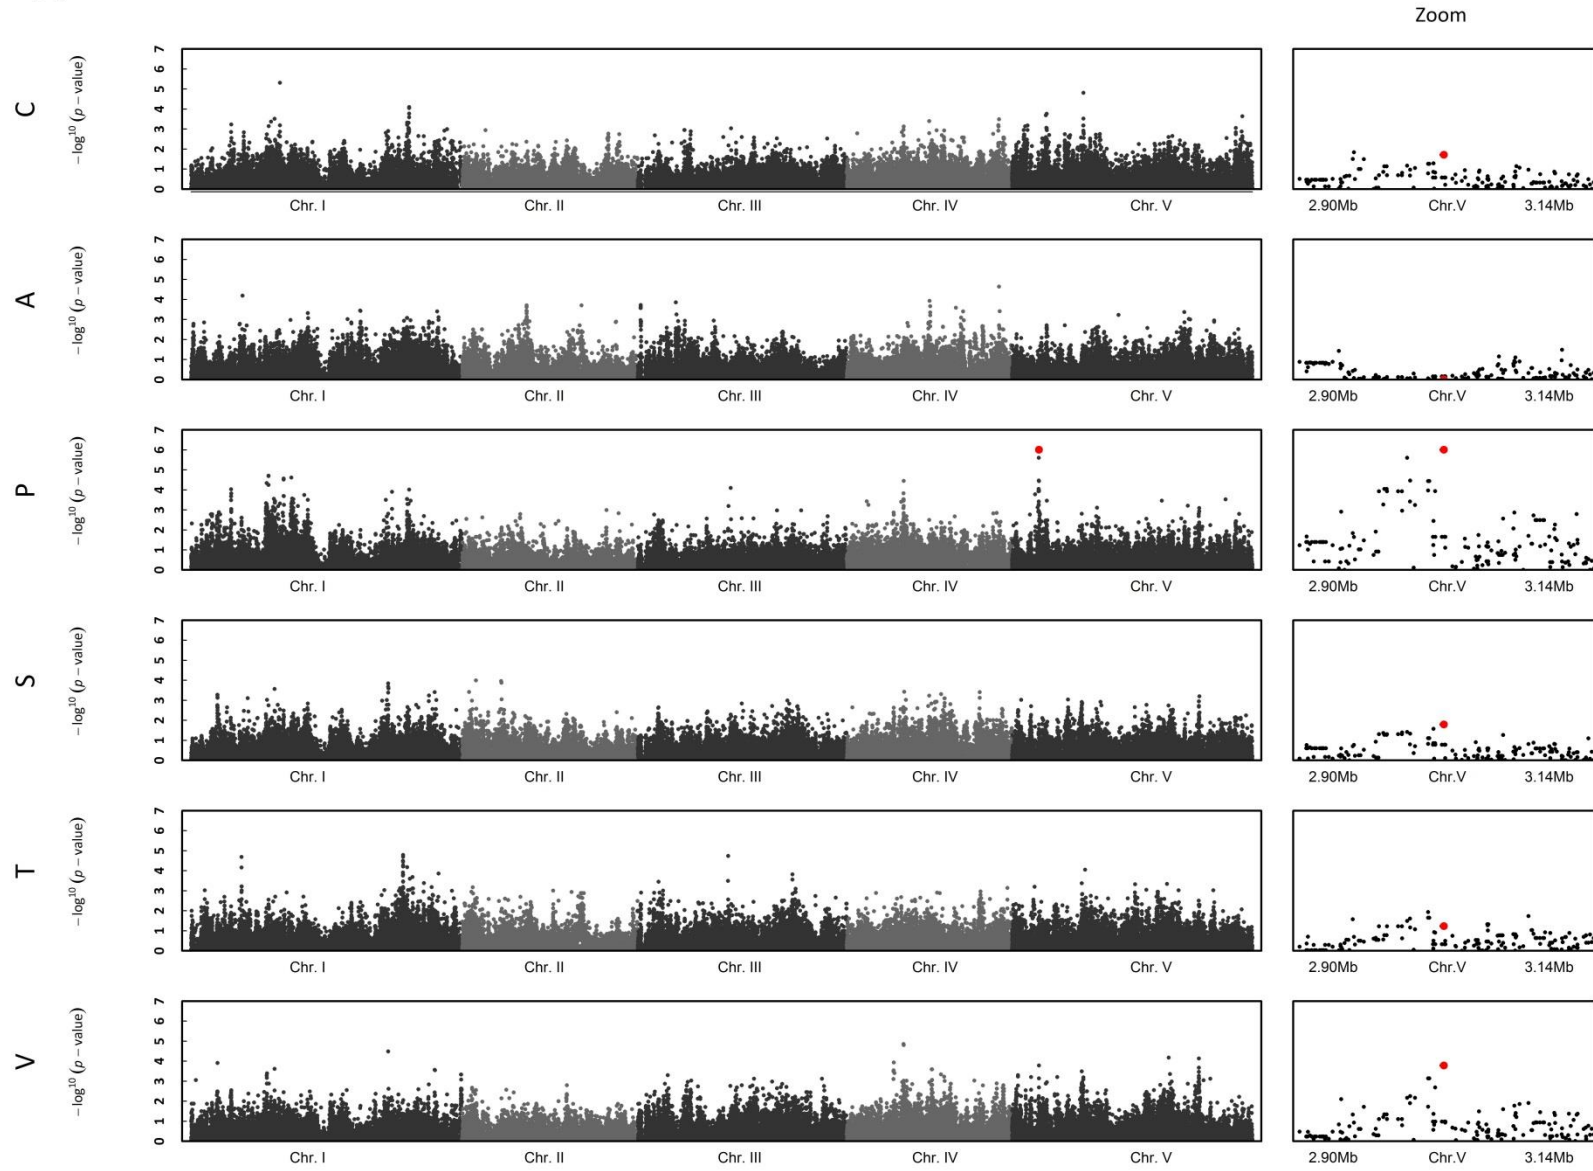 Zoom
C
− log¹⁰ (p − value)
7
6
5
4
3
2
1
0
Chr. I Chr. II Chr. III Chr. IV Chr. V
2.90Mb Chr.V 3.14Mb
A
− log¹⁰ (p − value)
7
6
5
4
3
2
1
0
Chr. I Chr. II Chr. III Chr. IV Chr. V
2.90Mb Chr.V 3.14Mb
P
− log¹⁰ (p − value)
7
6
5
4
3
2
1
0
Chr. I Chr. II Chr. III Chr. IV Chr. V
2.90Mb Chr.V 3.14Mb
S
− log¹⁰ (p − value)
7
6
5
4
3
2
1
0
Chr. I Chr. II Chr. III Chr. IV Chr. V
2.90Mb Chr.V 3.14Mb
T
− log¹⁰ (p − value)
7
6
5
4
3
2
1
0
Chr. I Chr. II Chr. III Chr. IV Chr. V
2.90Mb Chr.V 3.14Mb
V
− log¹⁰ (p − value)
7
6
5
4
3
2
1
0
Chr. I Chr. II Chr. III Chr. IV Chr. V
2.90Mb Chr.V 3.14Mb